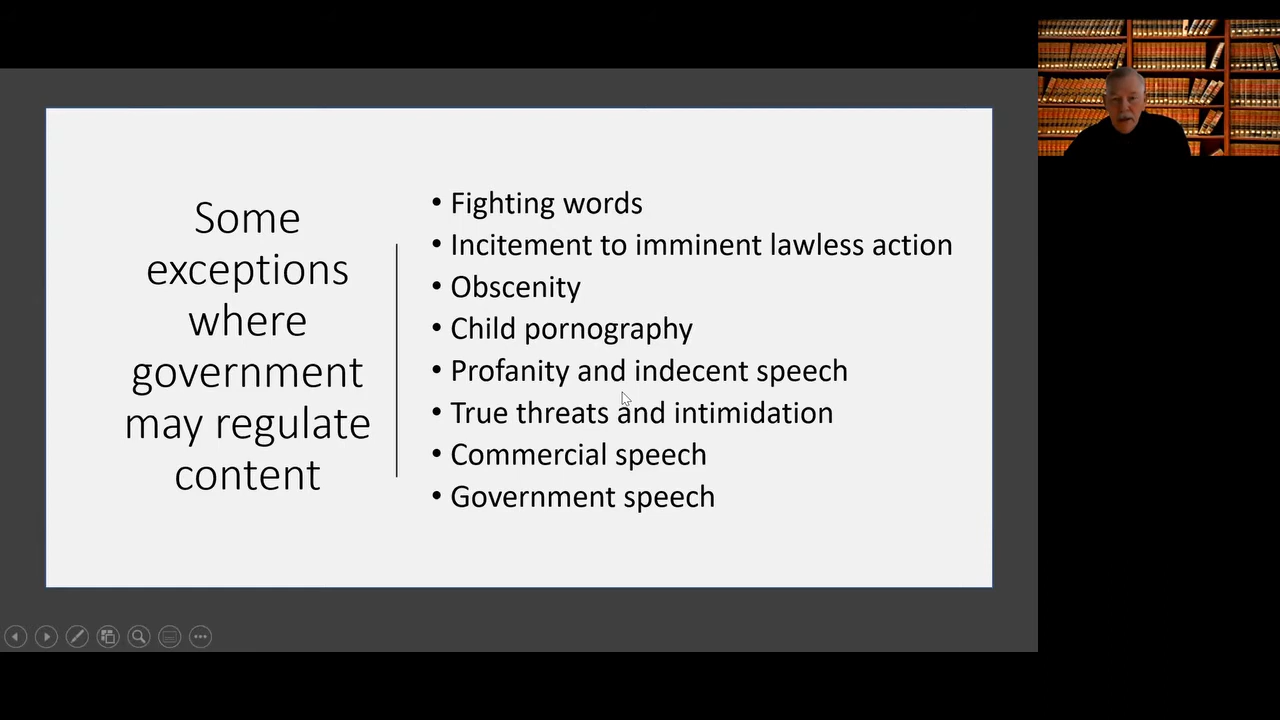 Some
exceptions
where
government
may regulate
content
• Fighting words
• Incitement to imminent lawless action
• Obscenity
• Child pornography
• Profanity and indecent speech
• True threats and intimidation
• Commercial speech
• Government speech